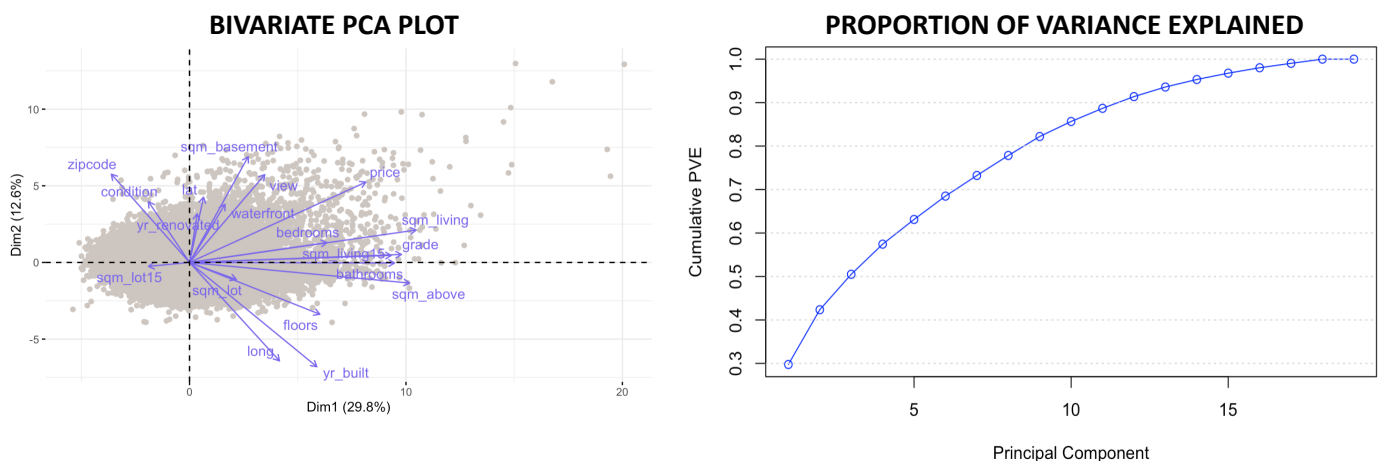 BIVARIATE PCA PLOT
10
5
0
-5
0
10
20
Dim2 (12.6%)
Dim1 (29.8%)
zipcode
sqm_basement
condition
lat
view
price
yr_renovated
waterfront
bedrooms
sqm_living
grade
sqm_living15
bathrooms
sqm_lot15
sqm_lot
sqm_above
floors
long
yr_built
PROPORTION OF VARIANCE EXPLAINED
Cumulative PVE
1.0
0.9
0.8
0.7
0.6
0.5
0.4
0.3
5
10
15
Principal Component